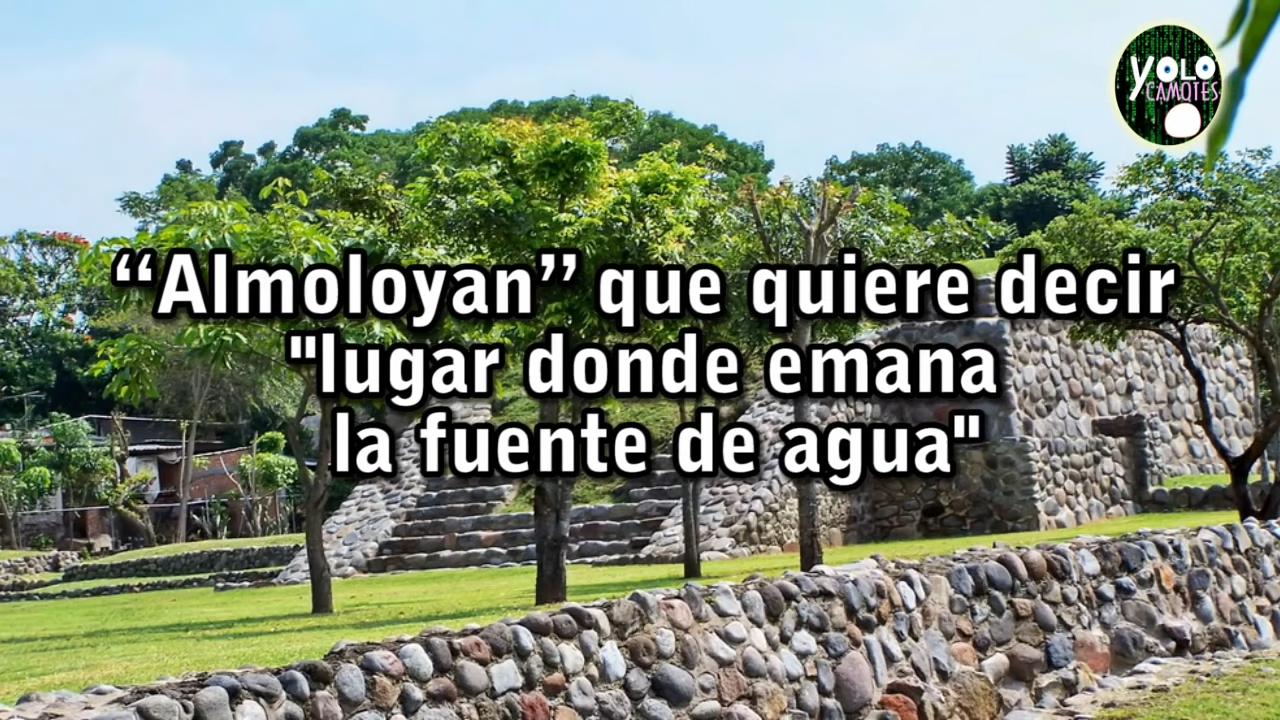 YOLO
CAMOTES
“Almoloyan” que quiere decir
"lugar donde emana
la fuente de agua"